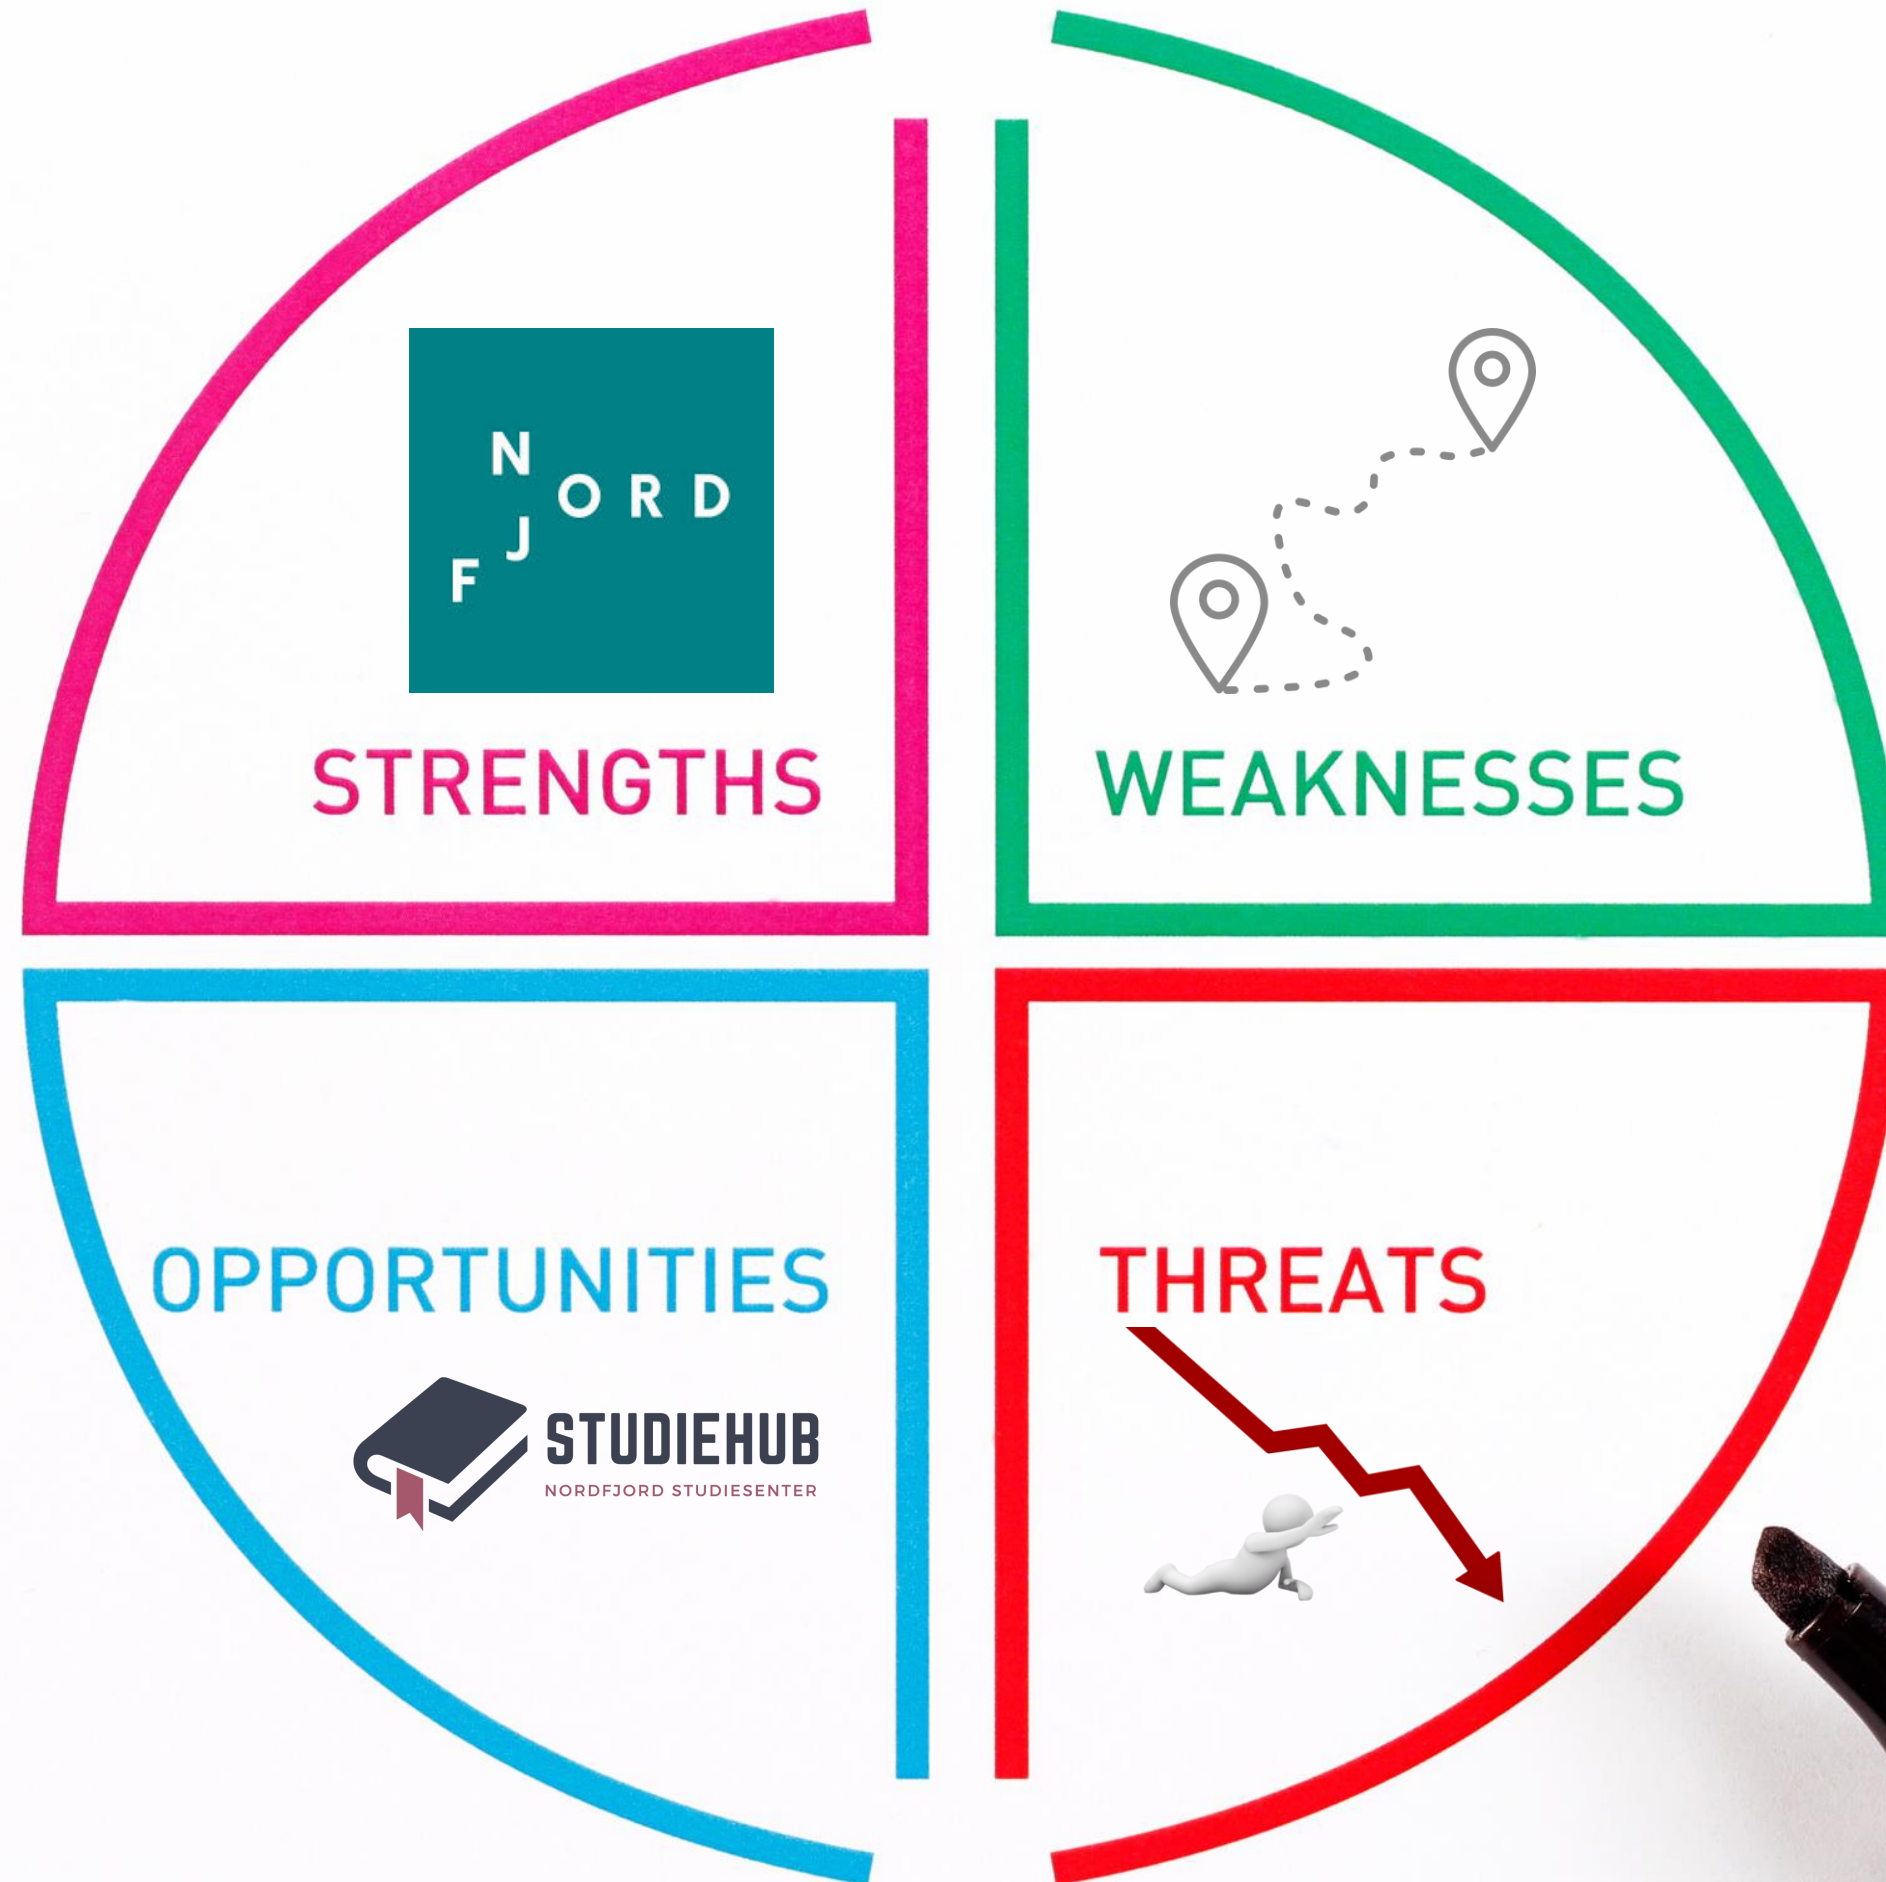 N
ORD
J
F
STRENGTHS
WEAKNESSES
OPPORTUNITIES
THREATS
STUDIEHUB
NORDFJORD STUDIESENTER